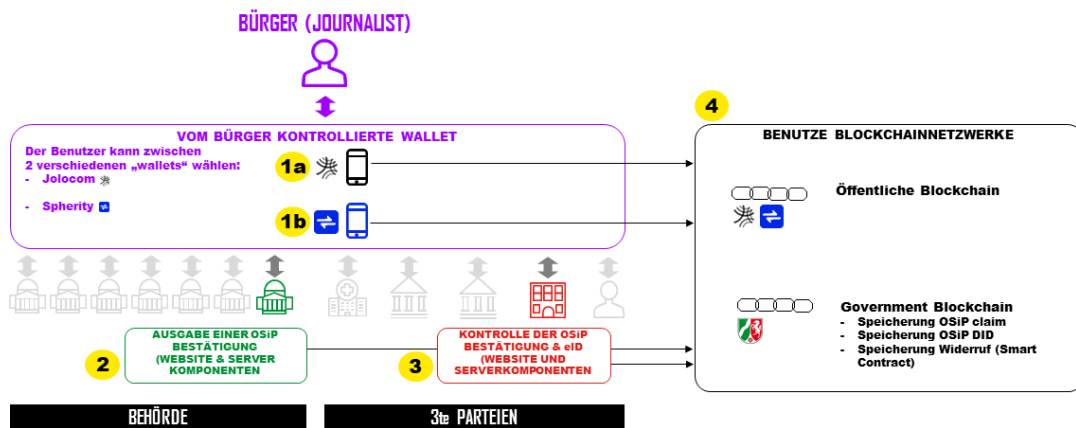 BÜRGER (JOURNALIST)
4
VOM BÜRGER KONTROLLIERTE WALLET
Der Benutzer kann zwischen
2 verschiedenen „wallets" wählen:
- Jolocom
- Spherity
1a
1b
BENUTZE BLOCKCHAINNETZWERKE
Öffentliche Blockchain
Government Blockchain
- Speicherung OSiP claim
- Speicherung OSiP DID
- Speicherung Widerruf (Smart
Contract)
2
AUSGABE EINER OSiP
BESTÄTIGUNG
(WEBSITE & SERVER
KOMPONENTEN
3
KONTROLLE DER OSiP
BESTÄTIGUNG & eID
(WEBSITE UND
SERVERKOMPONENTEN
BEHÖRDE
3te PARTEIEN